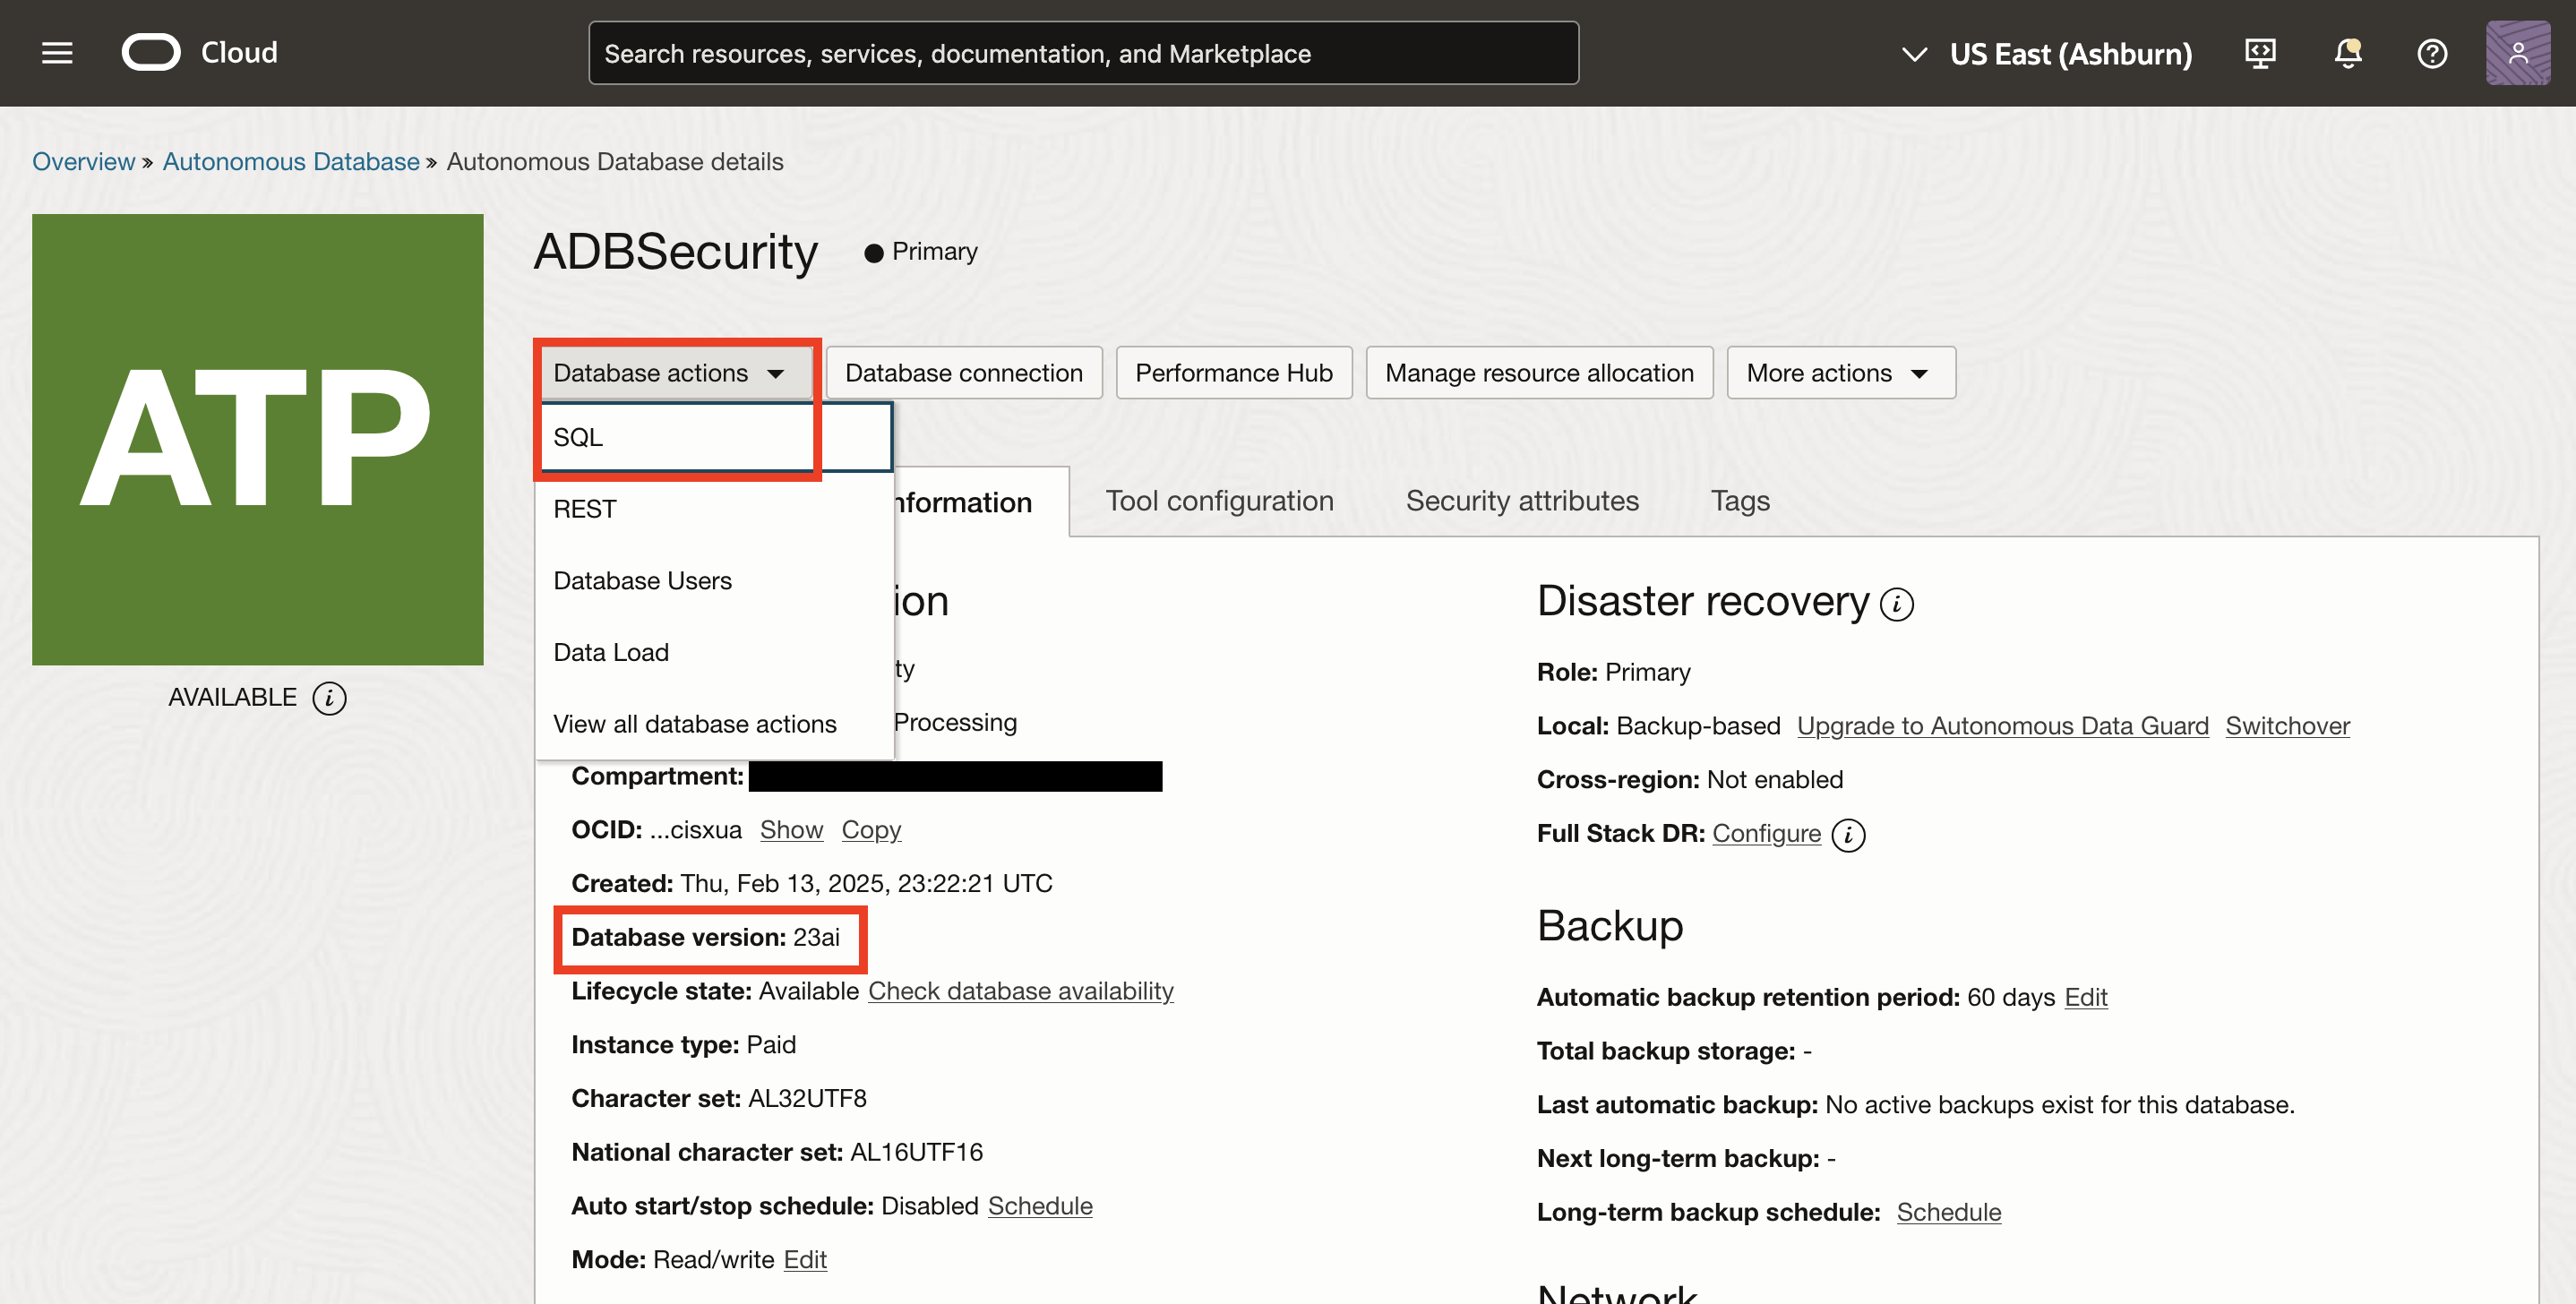 Cloud
Search resources, services, documentation, and Marketplace
US East (Ashburn)
Overview » Autonomous Database » Autonomous Database details
ATP
AVAILABLE
ADBSecurity
Primary
Database actions
Database connection
Performance Hub
Manage resource allocation
More actions
SQL
REST
Database Users
Data Load
View all database actions
nformation
Tool configuration
Security attributes
Tags
ion
ty
Processing
Compartment:
OCID: ...cisxua Show Copy
Created: Thu, Feb 13, 2025, 23:22:21 UTC
Database version: 23ai
Lifecycle state: Available Check database availability
Instance type: Paid
Character set: AL32UTF8
National character set: AL16UTF16
Auto start/stop schedule: Disabled Schedule
Mode: Read/write Edit
Disaster recovery
Role: Primary
Local: Backup-based Upgrade to Autonomous Data Guard Switchover
Cross-region: Not enabled
Full Stack DR: Configure
Backup
Automatic backup retention period: 60 days Edit
Total backup storage: -
Last automatic backup: No active backups exist for this database.
Next long-term backup: -
Long-term backup schedule: Schedule
Network